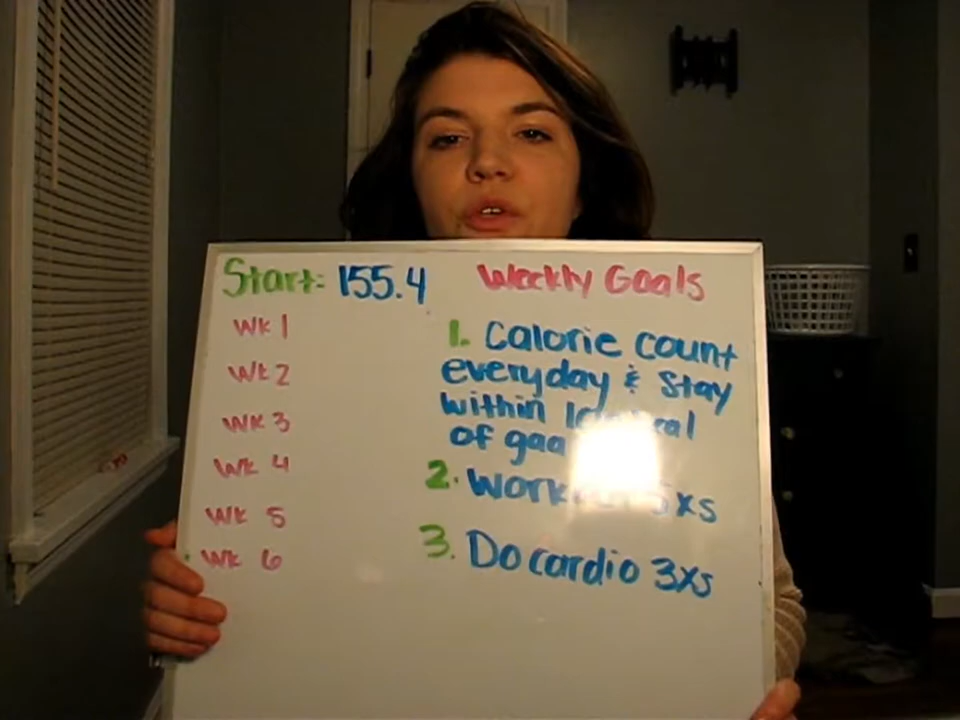 Start: 155.4
Wk 1
Wk 2
Wk 3
Wk 4
Wk 5
Wk 6
Weekly Goals
1. Calorie count
everyday & Stay
within
of
2.
3. Do cardio 3xs